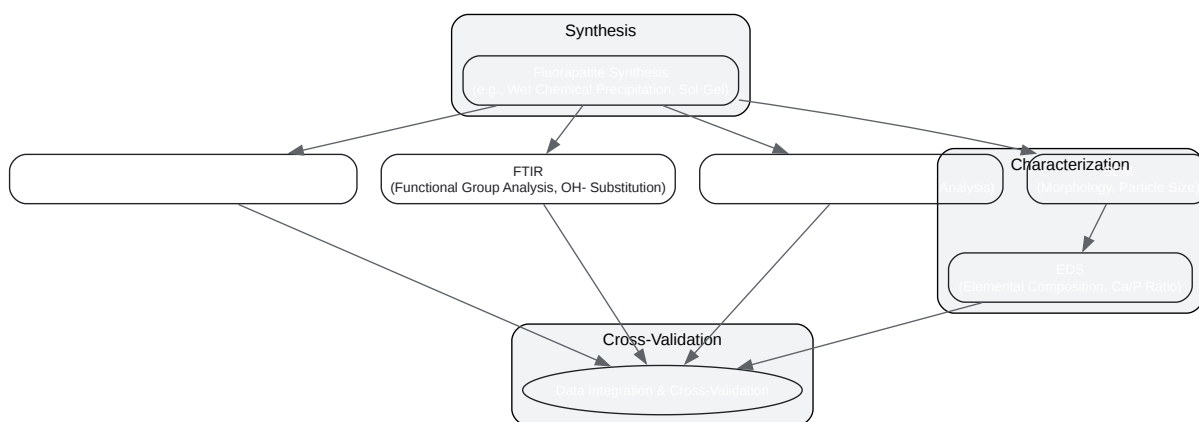 Synthesis
Fluorapatite Synthesis
(e.g., Wet Chemical Precipitation, Sol-Gel)
FTIR
(Functional Group Analysis, OH- Substitution)
Analysis)
Characterization
(Morphology, Particle Size)
EDS
(Elemental Composition, Ca/P Ratio)
Cross-Validation
Data Integration & Cross-Validation